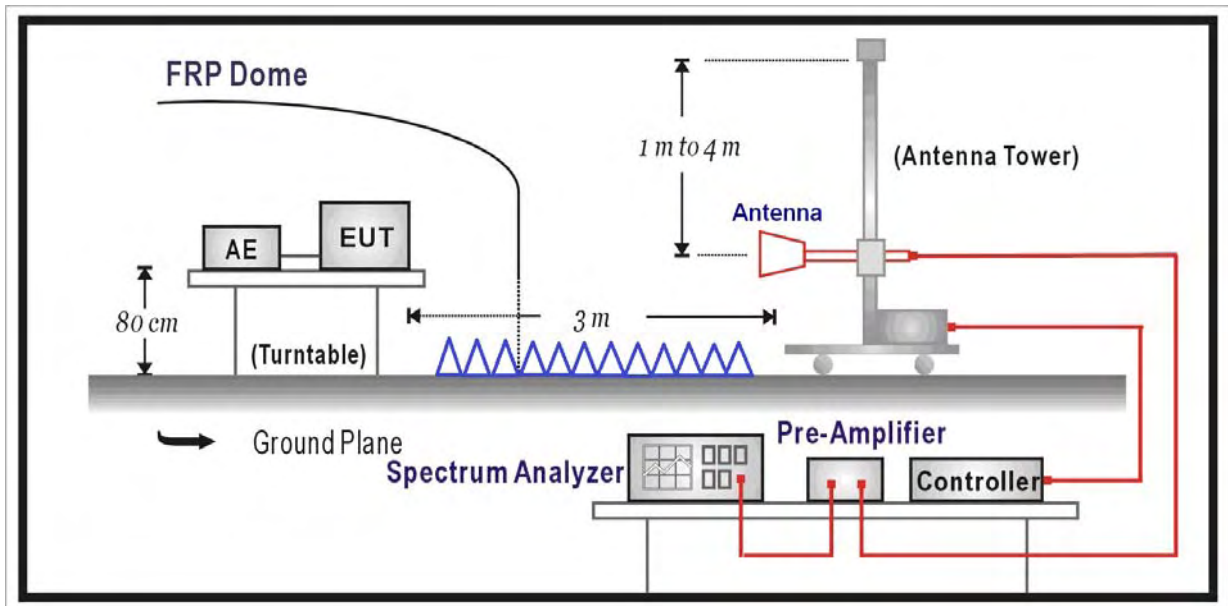 FRP Dome
1 m to 4 m
(Antenna Tower)
Antenna
AE
EUT
80 cm
3 m
(Turntable)
Ground Plane
Pre-Amplifier
Spectrum Analyzer
Controller